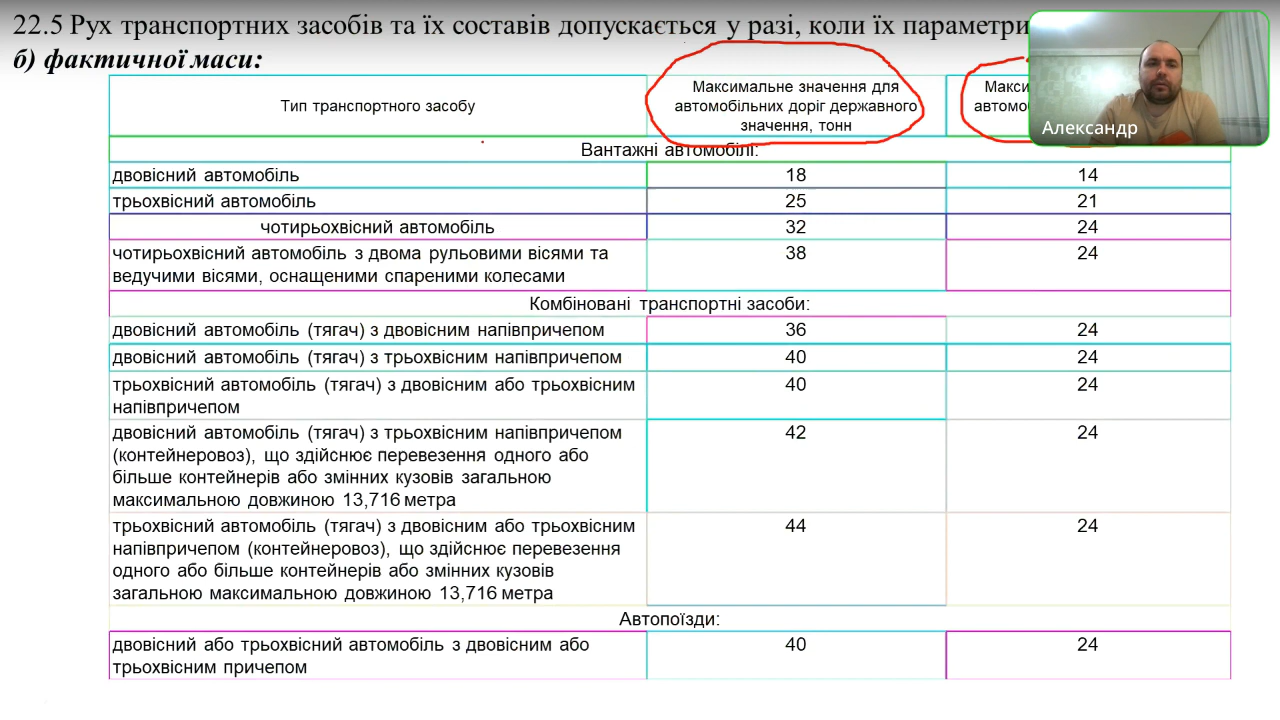 22.5 Рух транспортних засобів та їх составів допускається у разі, коли їх параметри
б) фактичної маси:
Тип транспортного засобу
Максимальне значення для
автомобільних доріг державного
значення, тонн
Александр
Вантажні автомобілі:
двовісний автомобіль 18 14
трьохвісний автомобіль 25 21
чотирьохвісний автомобіль 32 24
чотирьохвісний автомобіль з двома рульовими вісями та 38 24
ведучими вісями, оснащеними спареними колесами
Комбіновані транспортні засоби:
двовісний автомобіль (тягач) з двовісним напівпричепом 36 24
двовісний автомобіль (тягач) з трьохвісним напівпричепом 40 24
трьохвісний автомобіль (тягач) з двовісним або трьохвісним 40 24
напівпричепом
двовісний автомобіль (тягач) з трьохвісним напівпричепом 42 24
(контейнеровоз), що здійснює перевезення одного або
більше контейнерів або змінних кузовів загальною
максимальною довжиною 13,716 метра
трьохвісний автомобіль (тягач) з двовісним або трьохвісним 44 24
напівпричепом (контейнеровоз), що здійснює перевезення
одного або більше контейнерів або змінних кузовів
загальною максимальною довжиною 13,716 метра
Автопоїзди:
двовісний або трьохвісний автомобіль з двовісним або 40 24
трьохвісним причепом